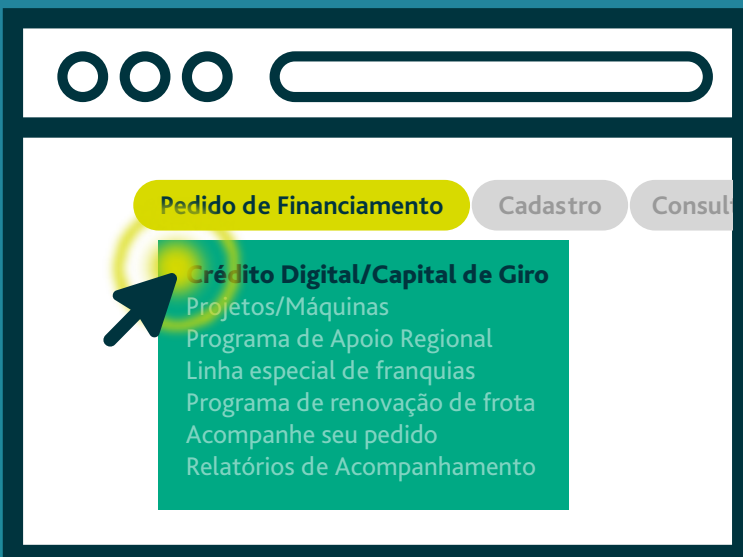 Pedido de Financiamento Cadastro Consult
Crédito Digital/Capital de Giro
Projetos/Máquinas
Programa de Apoio Regional
Linha especial de franquias
Programa de renovação de frota
Acompanhe seu pedido
Relatórios de Acompanhamento